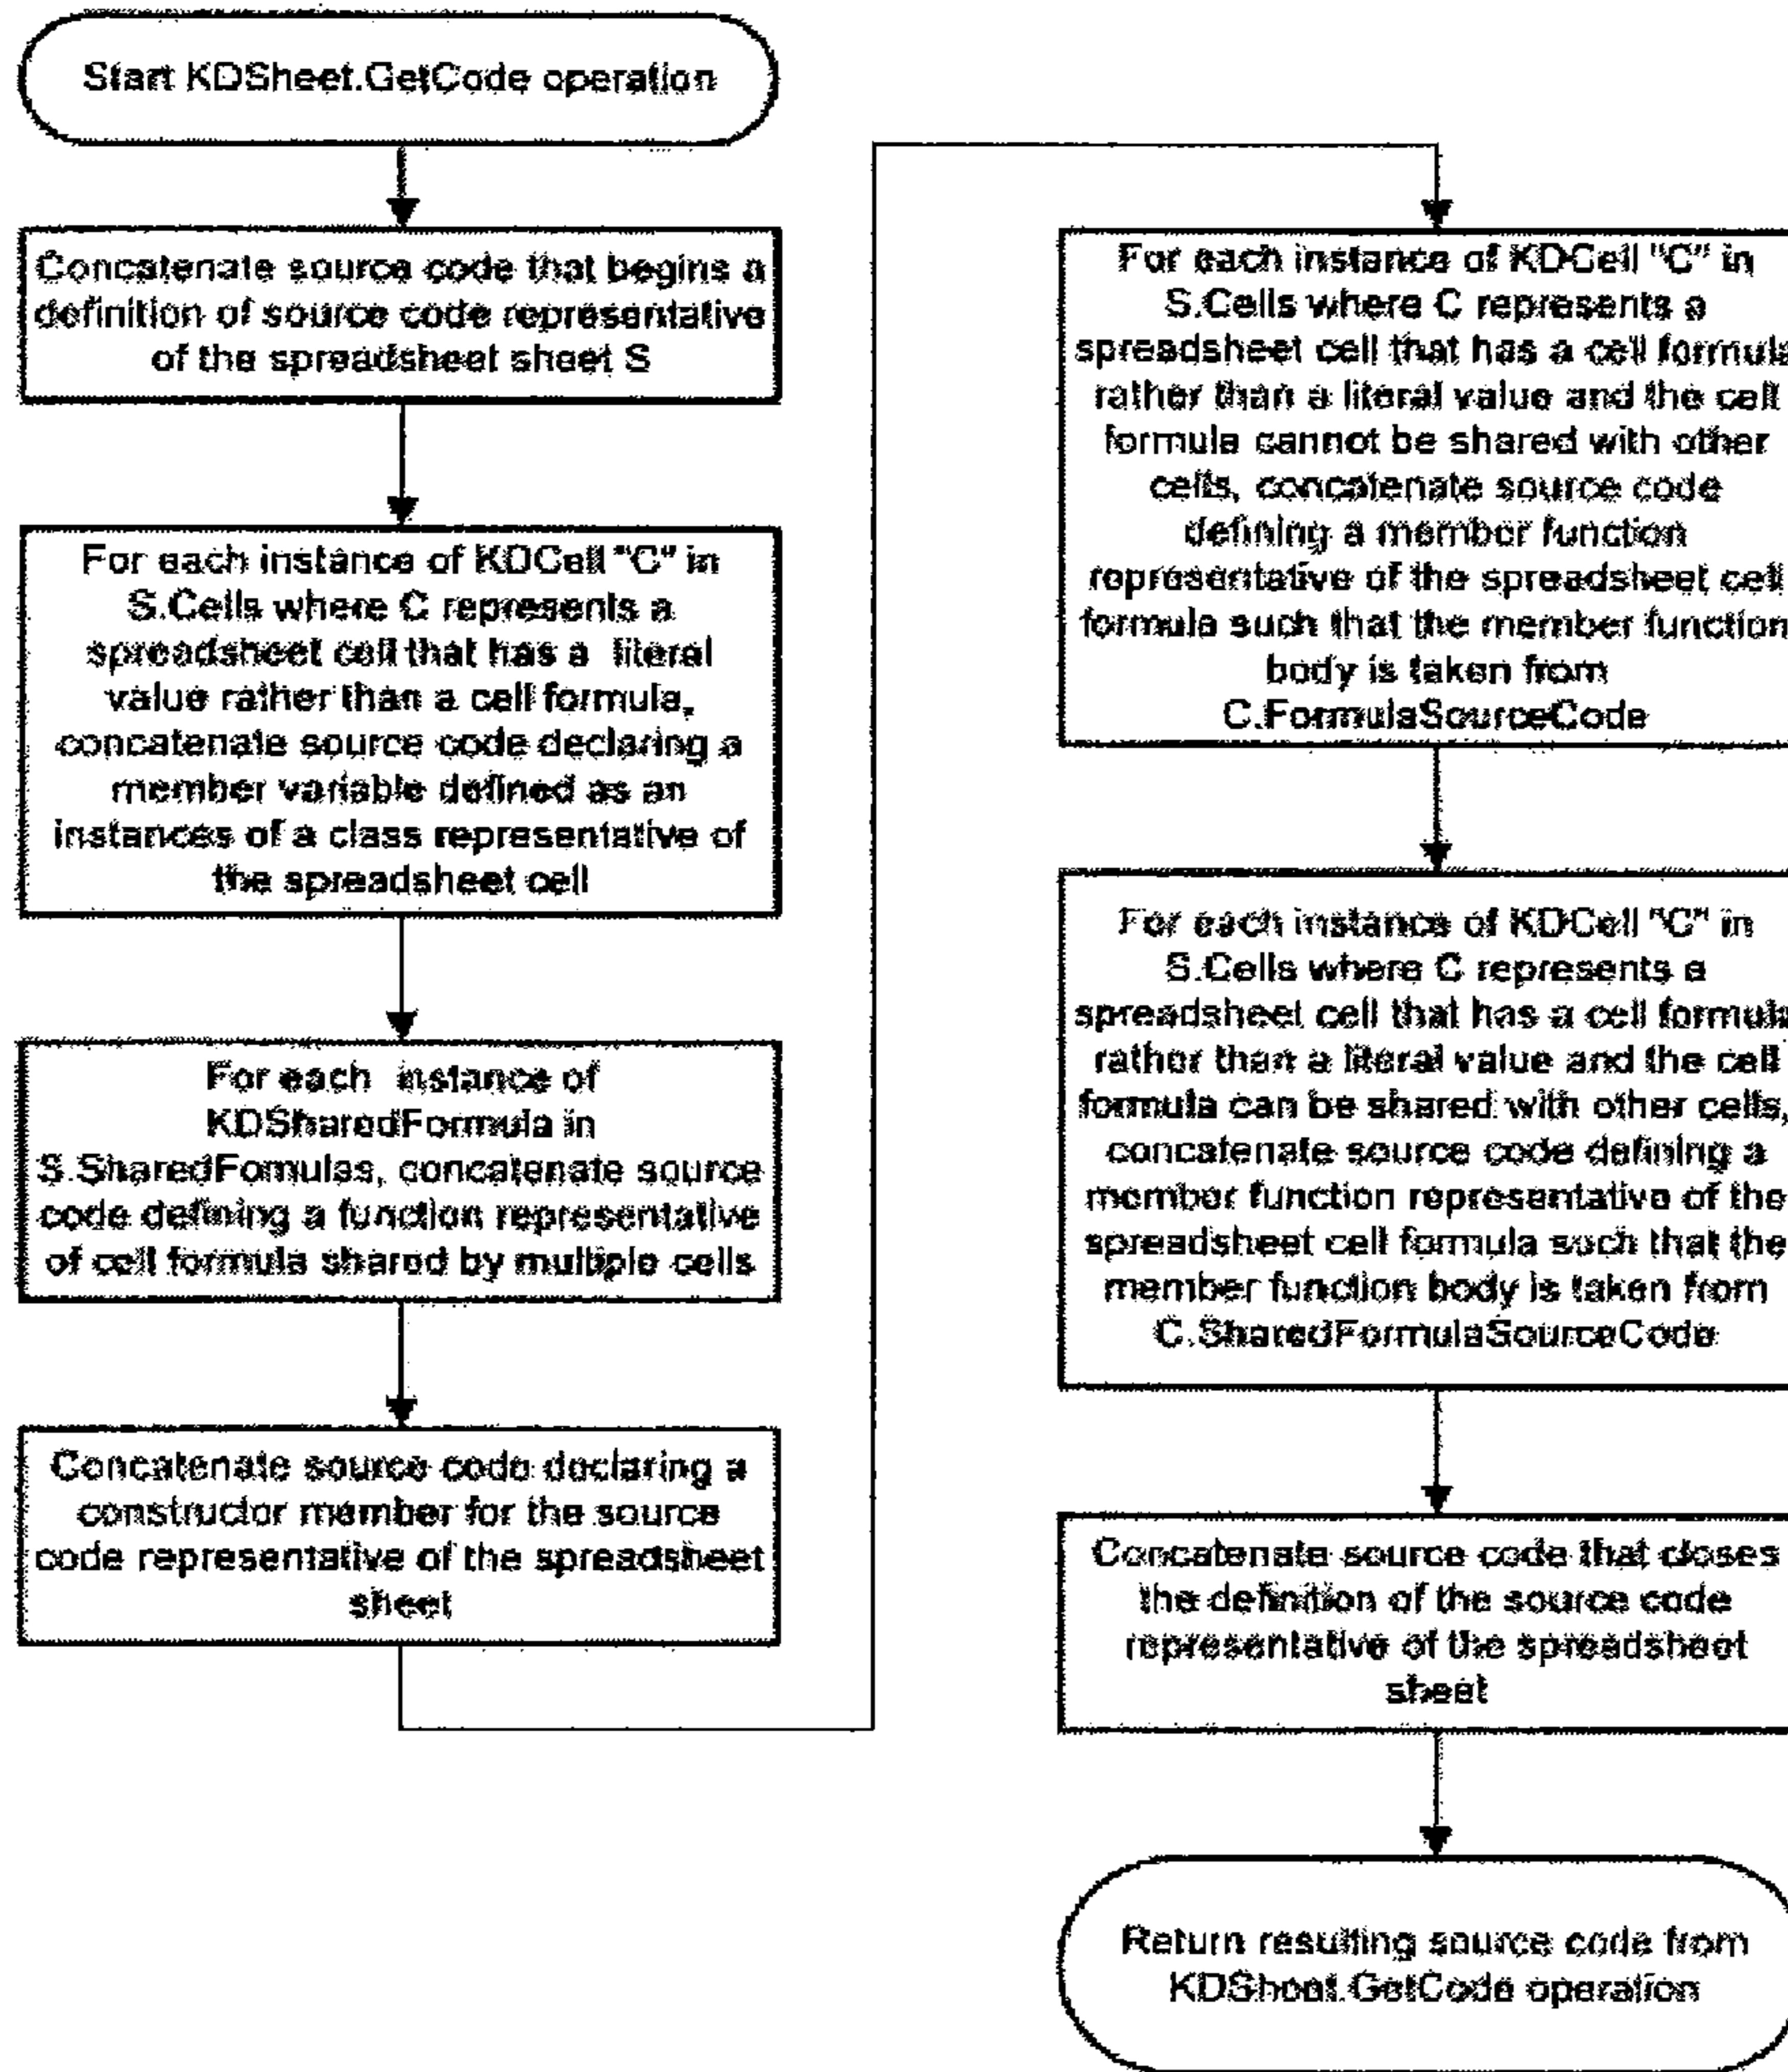 Start KDSheet.GetCode operation
Concatenate source code that begins a
definition of source code representative
of the spreadsheet sheet S
For each instance of KDCell "C" in
S.Cells where C represents a
spreadsheet cell that has a literal
value rather than a cell formula,
concatenate source code declaring a
member variable defined as an
instances of a class representative of
the spreadsheet cell
For each instance of
KDSharedFormula in
S.SharedFomulas, concatenate source
code defining a function representative
of cell formula shared by multiple cells
Concatenate source code declaring a
constructor member for the source
code representative of the spreadsheet
sheet
For each instance of KDCell "C" in
S.Cells where C represents a
spreadsheet cell that has a cell formula
rather than a literal value and the cell
formula cannot be shared with other
cells, concatenate source code
defining a member function
representative of the spreadsheet cell
formula such that the member function
body is taken from
C.FormulaSourceCode
For each instance of KDCell "C" in
S.Cells where C represents a
spreadsheet cell that has a cell formula
rather than a literal value and the cell
formula can be shared with other cells,
concatenate source code defining a
member function representative of the
spreadsheet cell formula such that the
member function body is taken from
C.SharedFormulaSourceCode
Concatenate source code that closes
the definition of the source code
representative of the spreadsheet
sheet
Return resulting source code from
KDSheet.GetCode operation